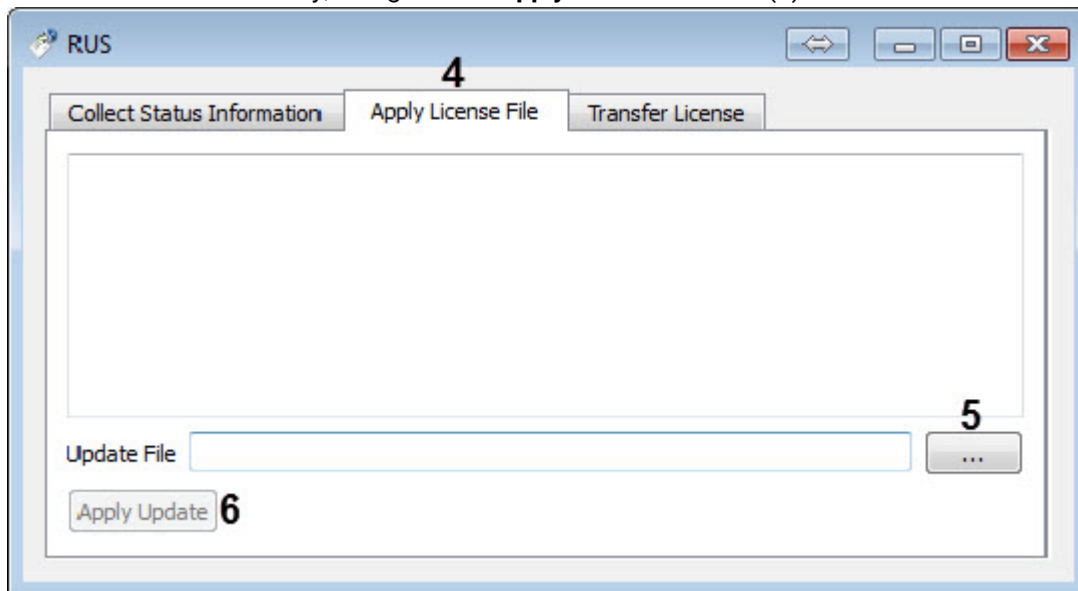 RUS
4
Collect Status Information Apply License File Transfer License
5
Update File ...
Apply Update 6